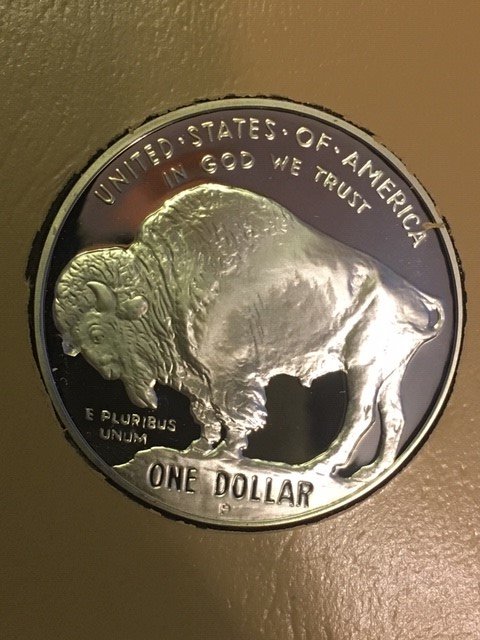 UNITED·STATES·OF·AMERICA
IN GOD WE TRUST
E PLURIBUS
UNUM
ONE DOLLAR
P